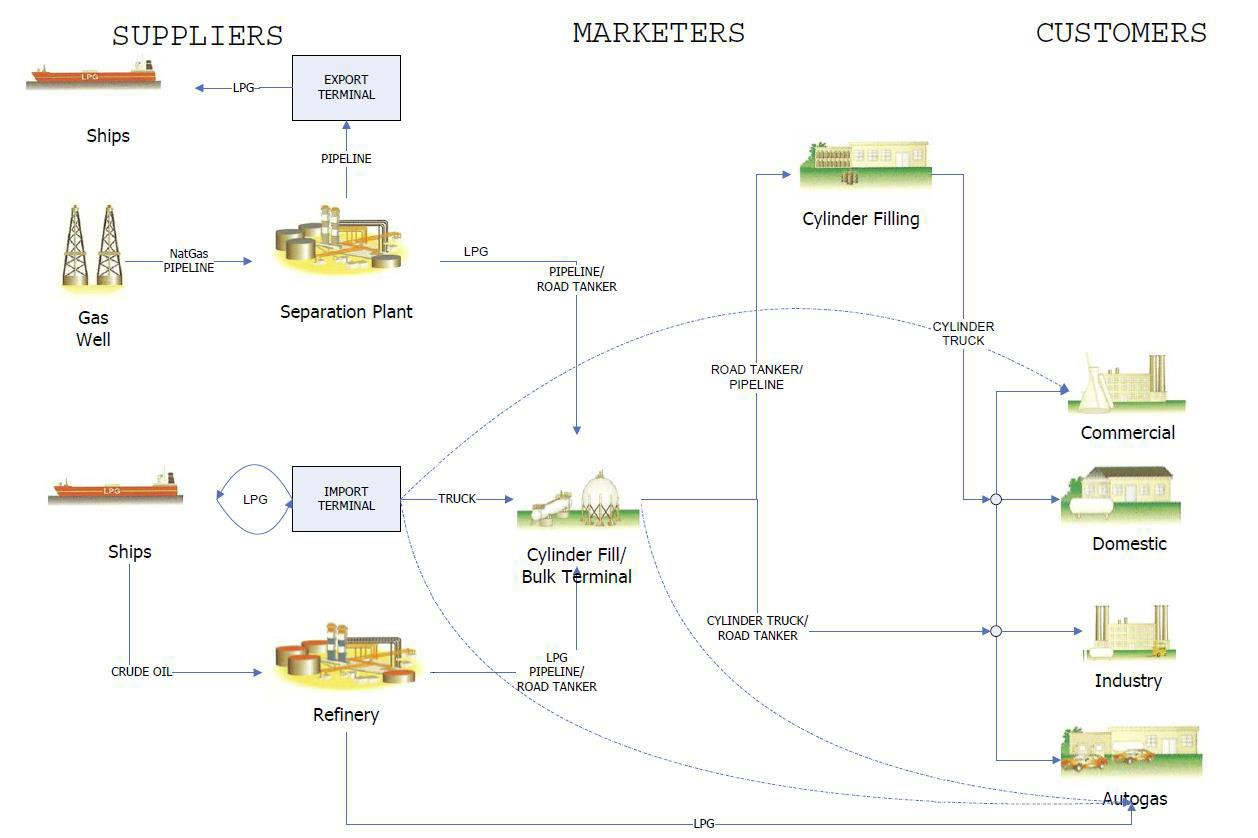 SUPPLIERS
MARKETERS
CUSTOMERS
LPG
LPG
EXPORT
TERMINAL
Ships
PIPELINE
Cylinder Filling
NatGas
PIPELINE
LPG
PIPELINE/
ROAD TANKER
Gas
Well
Separation Plant
CYLINDER
TRUCK
ROAD TANKER/
PIPELINE
Commercial
LPG
LPG
IMPORT
TERMINAL
TRUCK
Ships
Cylinder Fill/
Bulk Terminal
Domestic
CYLINDER TRUCK/
ROAD TANKER
CRUDE OIL
LPG
PIPELINE/
ROAD TANKER
Industry
Refinery
Autogas
LPG